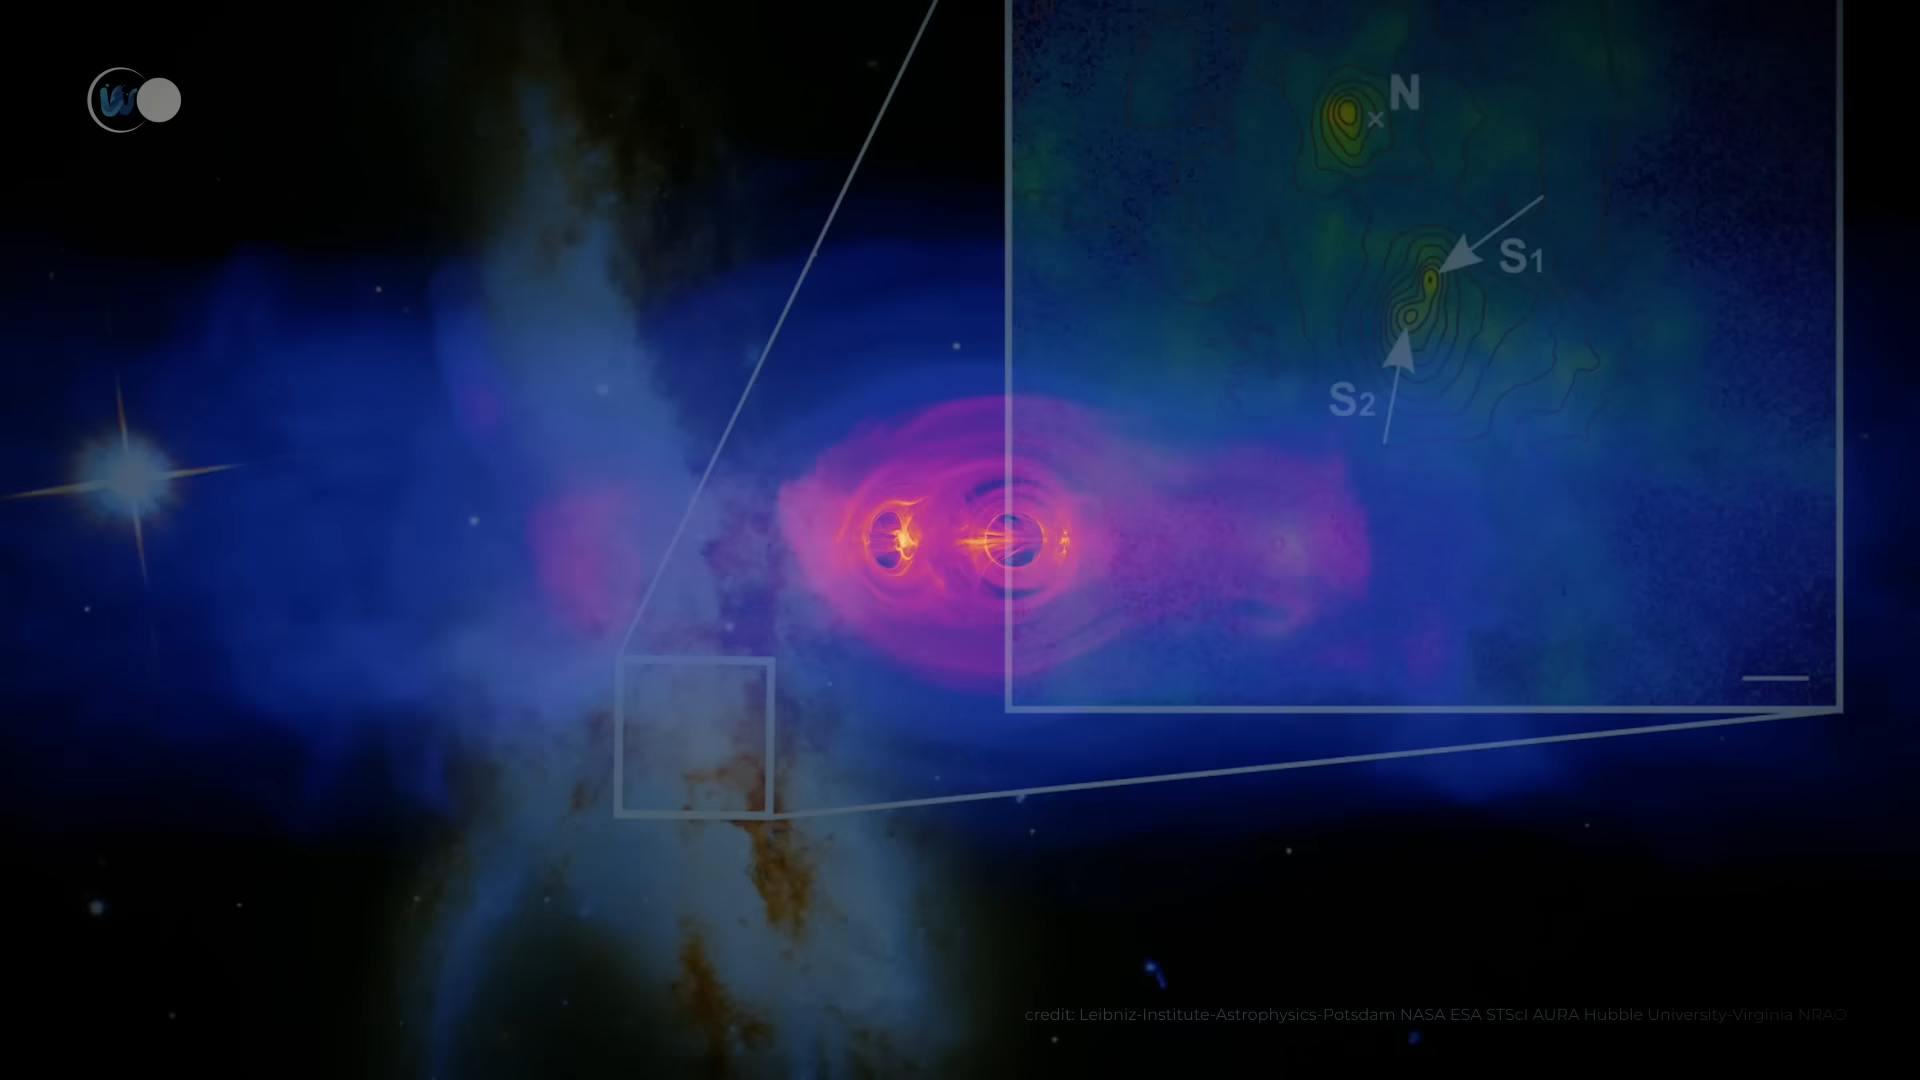 N
S1
S2
credit: Leibniz-Institute-Astrophysics-Potsdam NASA ESA STScI AURA Hubble University-Virginia NRAO